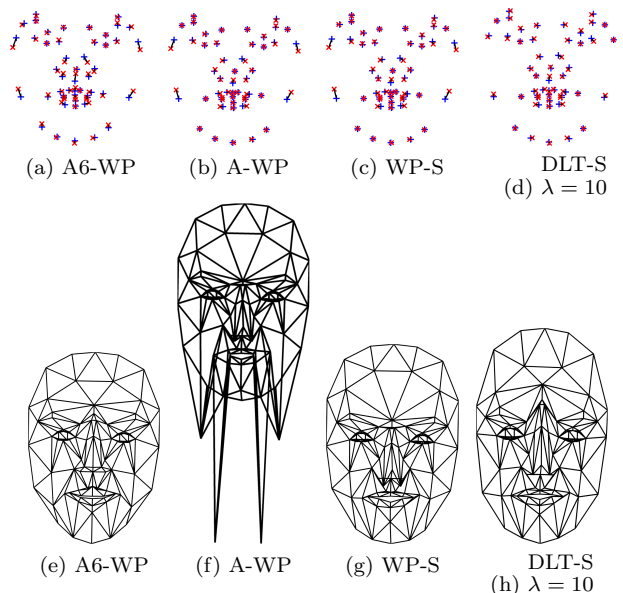 (a) A6-WP
(b) A-WP
(c) WP-S
DLT-S
(d) λ = 10
(e) A6-WP
(f) A-WP
(g) WP-S
DLT-S
(h) λ = 10